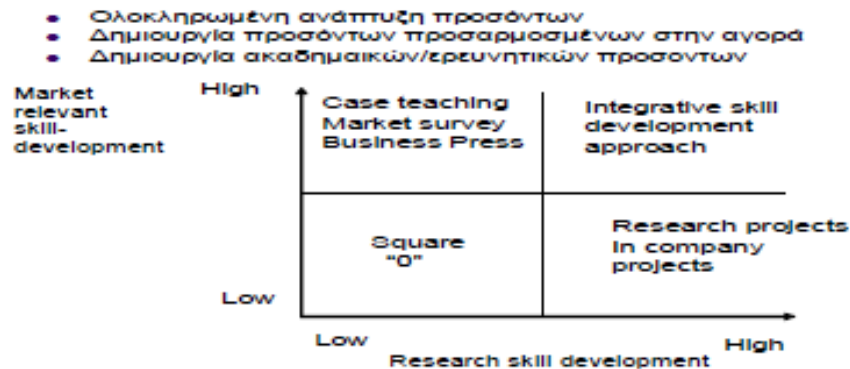 • Ολοκληρωμένη ανάπτυξη προσόντων
• Δημιουργία προσόντων προσαρμοσμένων στην αγορά
• Δημιουργία ακαδημαικών/ερευνητικών προσοντων
Market
relevant
skill-
development
High
Case teaching
Market survey
Business Press
Integrative skill
development
approach
Square
"0"
Research projects
In company
projects
Low
Low
High
Research skill development